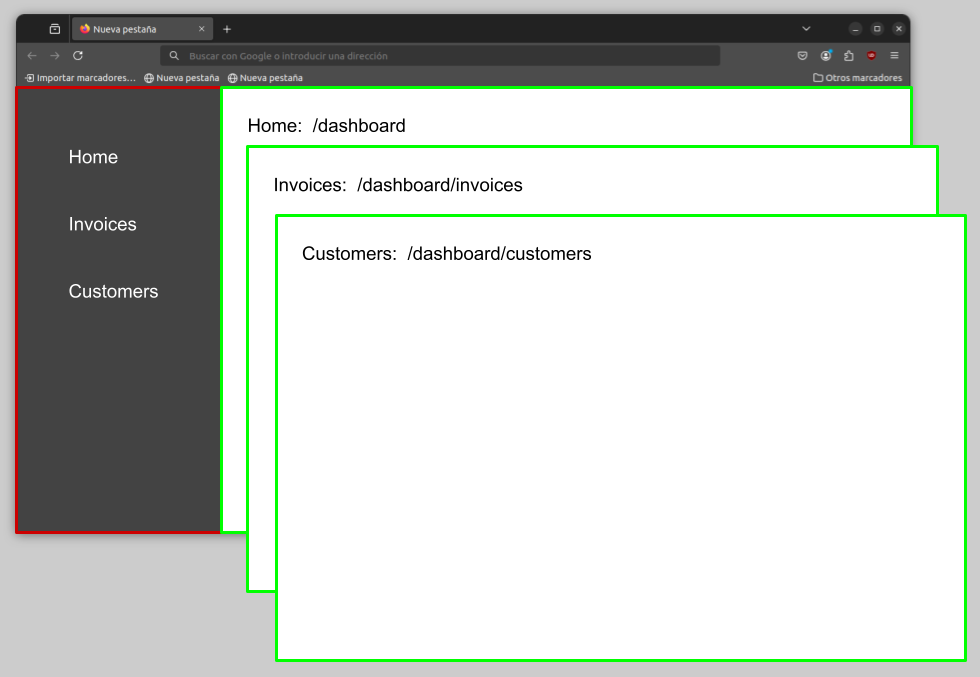 Nueva pestaña
Buscar con Google o introducir una dirección
Importar marcadores... Nueva pestaña Nueva pestaña Otros marcadores
Home
Invoices
Customers
Home: /dashboard
Invoices: /dashboard/invoices
Customers: /dashboard/customers